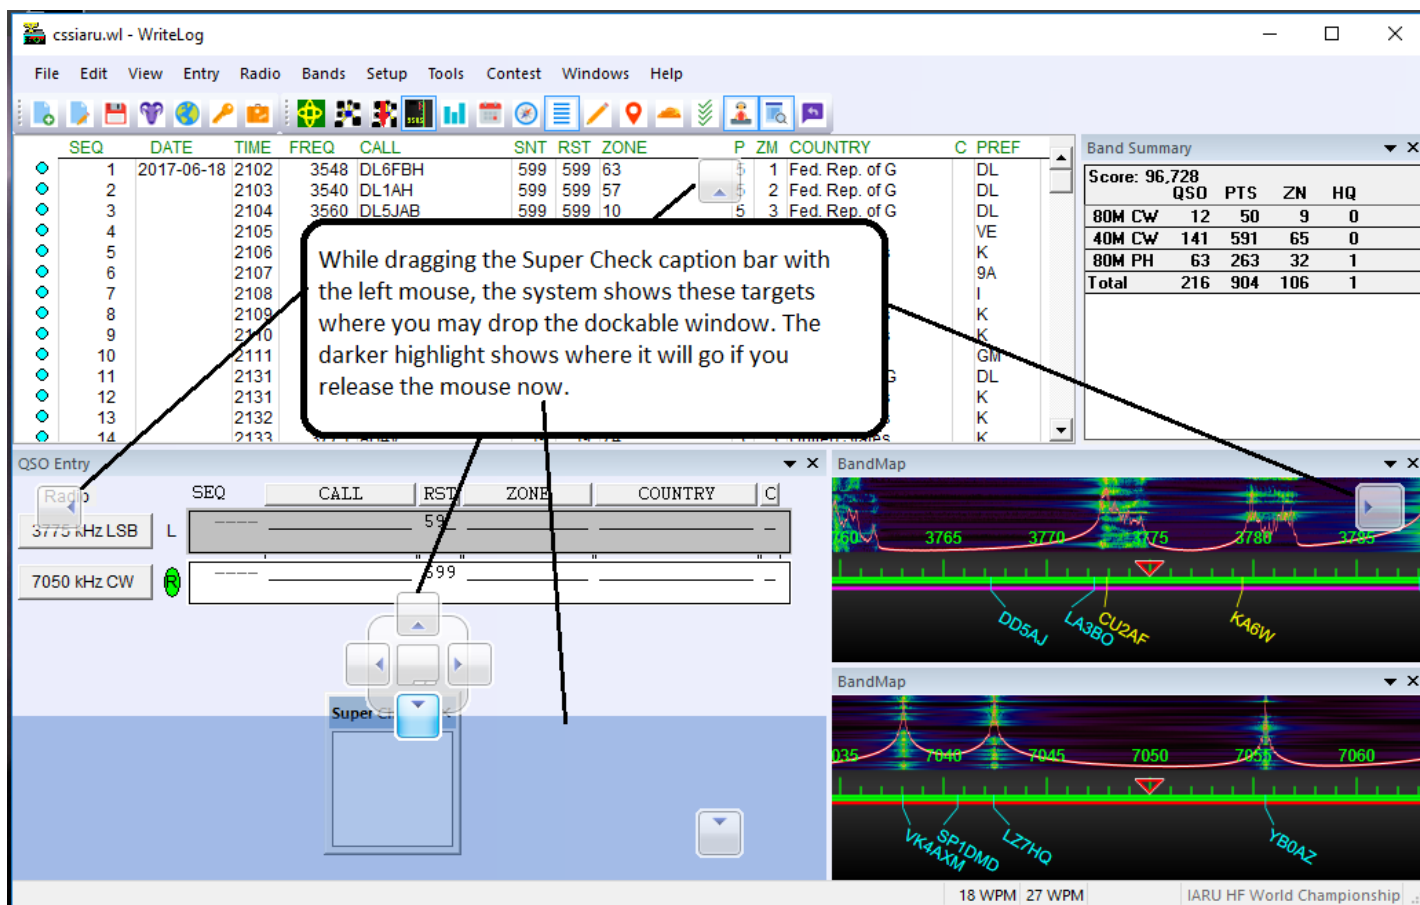 cssiaru.wl - WriteLog
File Edit View Entry Radio Bands Setup Tools Contest Windows Help
SEQ DATE TIME FREQ CALL SNT RST ZONE P ZM COUNTRY C PREF
1 2017-06-18 2102 3548 DL6FBH 599 599 63 5 1 Fed. Rep. of G DL
2 2103 3540 DL1AH 599 599 57 5 2 Fed. Rep. of G DL
3 2104 3560 DL5JAB 599 599 10 5 3 Fed. Rep. of G DL
4 2105 VE
5 2106 K
6 2107 9A
7 2108 I
8 2109 K
9 2110 K
10 2111 GM
11 2131 G DL
12 2131 K
13 2132 K
14 2133 K
While dragging the Super Check caption bar with
the left mouse, the system shows these targets
where you may drop the dockable window. The
darker highlight shows where it will go if you
release the mouse now.
Band Summary
Score: 96,728
QSO PTS ZN HQ
80M CW 12 50 9 0
40M CW 141 591 65 0
80M PH 63 263 32 1
Total 216 904 106 1
QSO Entry
Radio SEQ CALL RST ZONE COUNTRY C
3775 kHz LSB L ---- 59
7050 kHz CW R ---- 599
Super
BandMap
3765 3770 3775 3780 3785
DD5AJ LA3BO CU2AF KA6W
BandMap
7040 7045 7050 7055 7060
VK4AXM SP1DMD LZ7HQ YB0AZ
18 WPM 27 WPM IARU HF World Championship